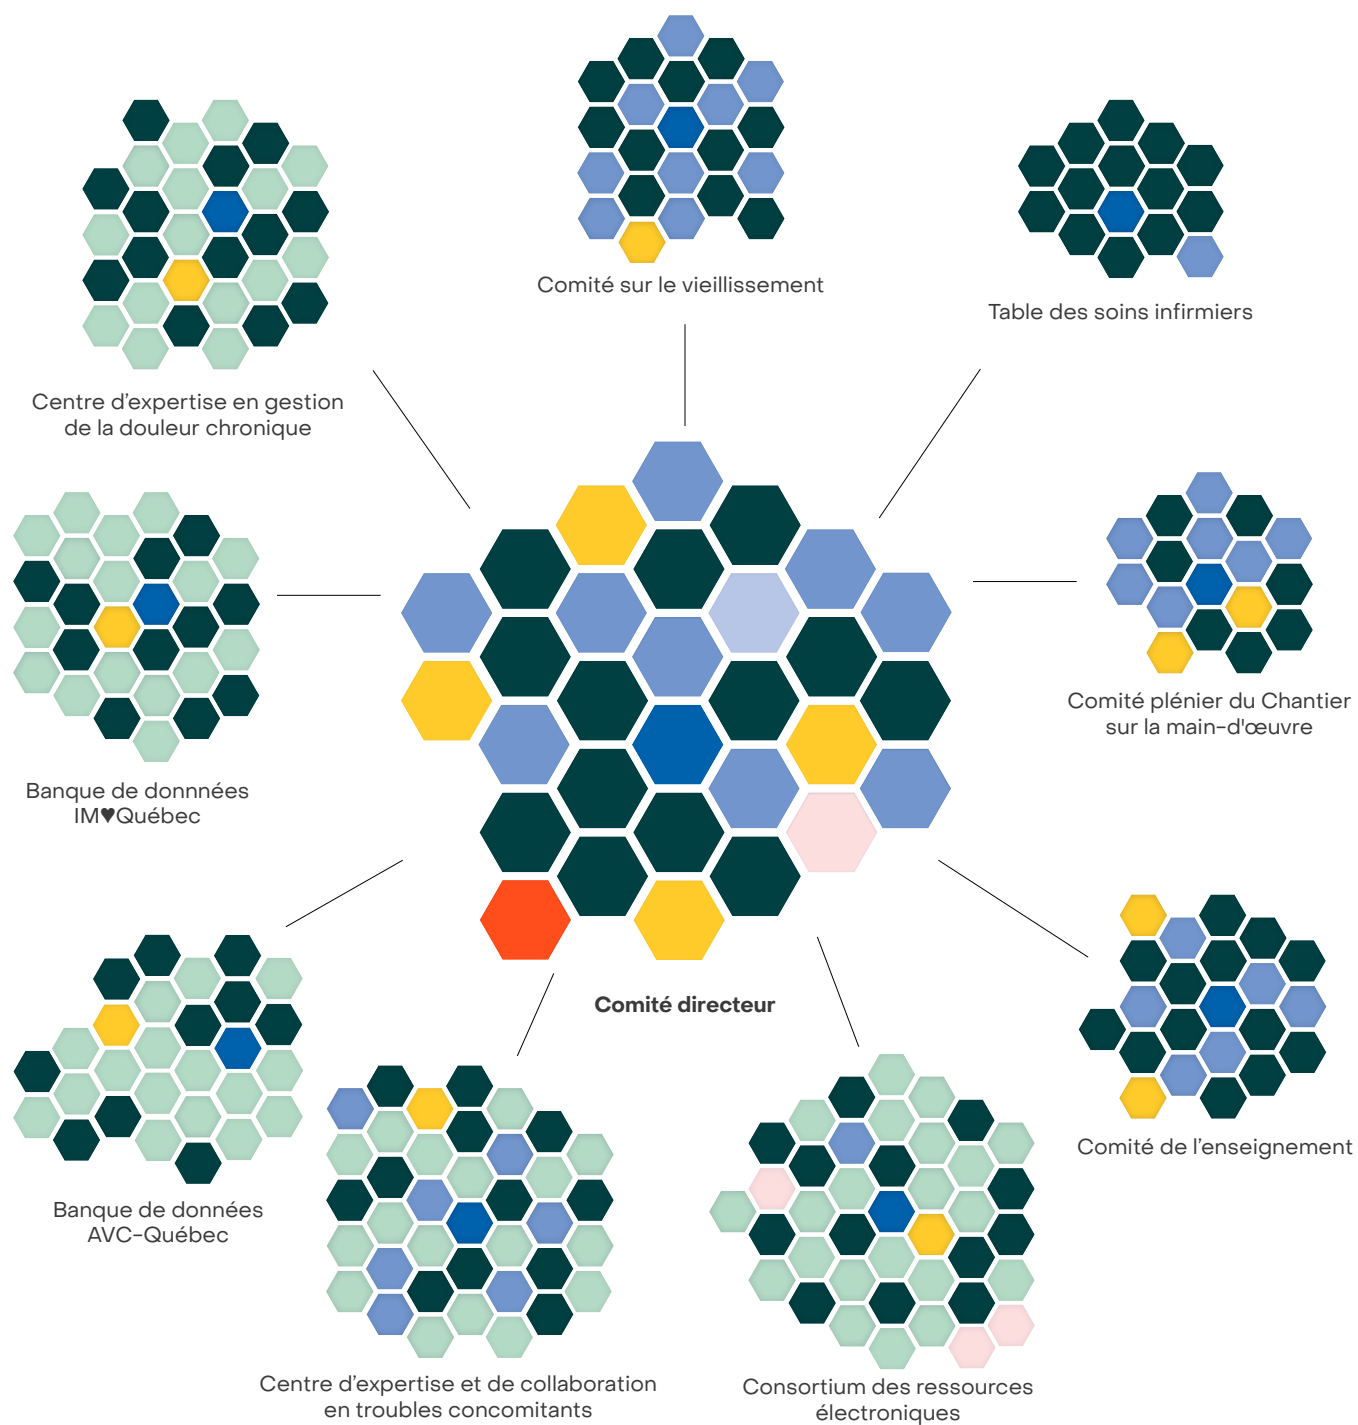 Comité sur le vieillissement
Table des soins infirmiers
Centre d'expertise en gestion
de la douleur chronique
Comité plénier du Chantier
sur la main-d'œuvre
Banque de donnnées
IM♥Québec
Comité directeur
Comité de l'enseignement
Banque de données
AVC-Québec
Centre d'expertise et de collaboration
en troubles concomitants
Consortium des ressources
électroniques